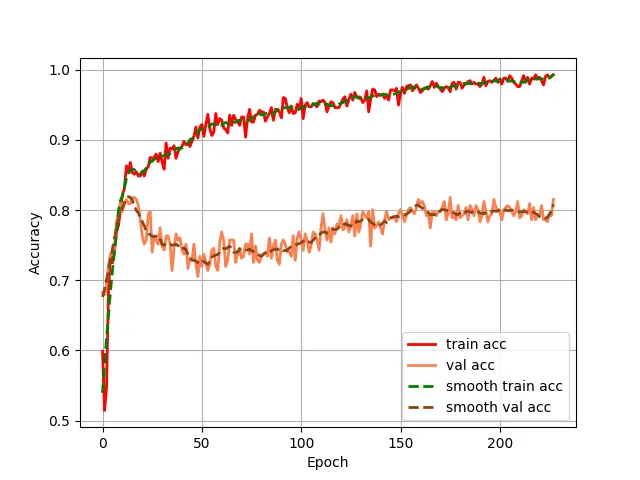 1.0
0.9
0.8
0.7
0.6
0.5
Accuracy
train acc
val acc
smooth train acc
smooth val acc
0 50 100 150 200
Epoch